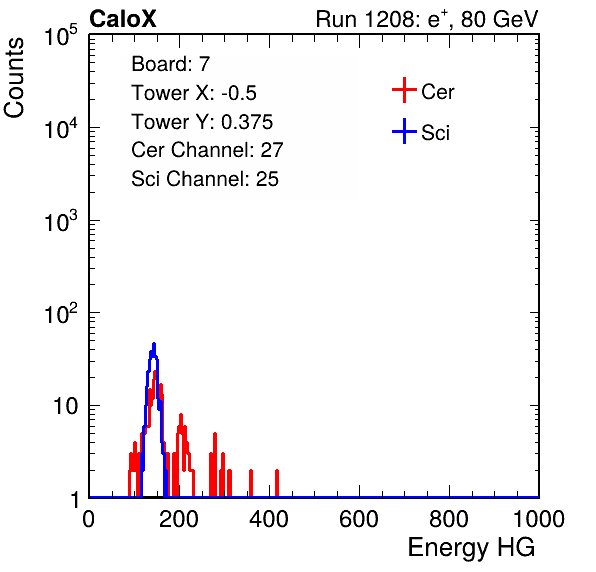 CaloX Run 1208: e⁺, 80 GeV
Counts
Board: 7
Tower X: -0.5
Tower Y: 0.375
Cer Channel: 27
Sci Channel: 25
Cer
Sci
10⁵
10⁴
10³
10²
10
1
0 200 400 600 800 1000
Energy HG